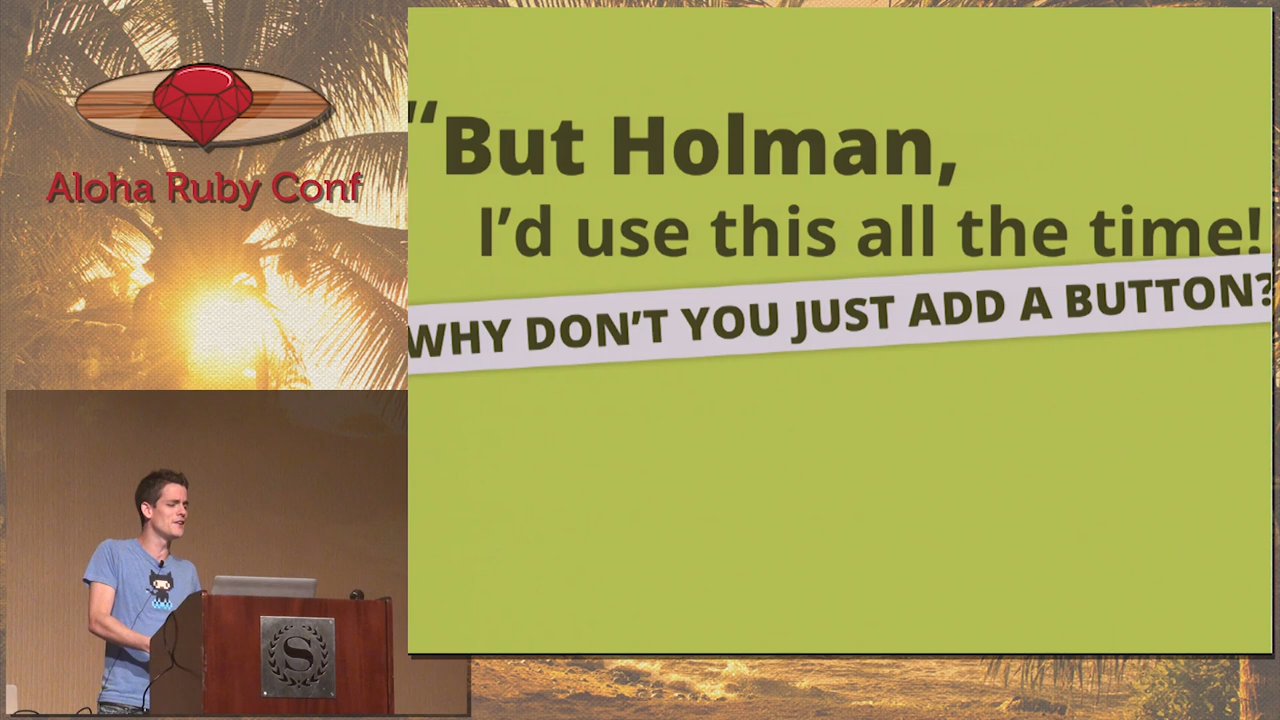 Aloha Ruby Conf
“But Holman,
I’d use this all the time!
WHY DON’T YOU JUST ADD A BUTTON?
S